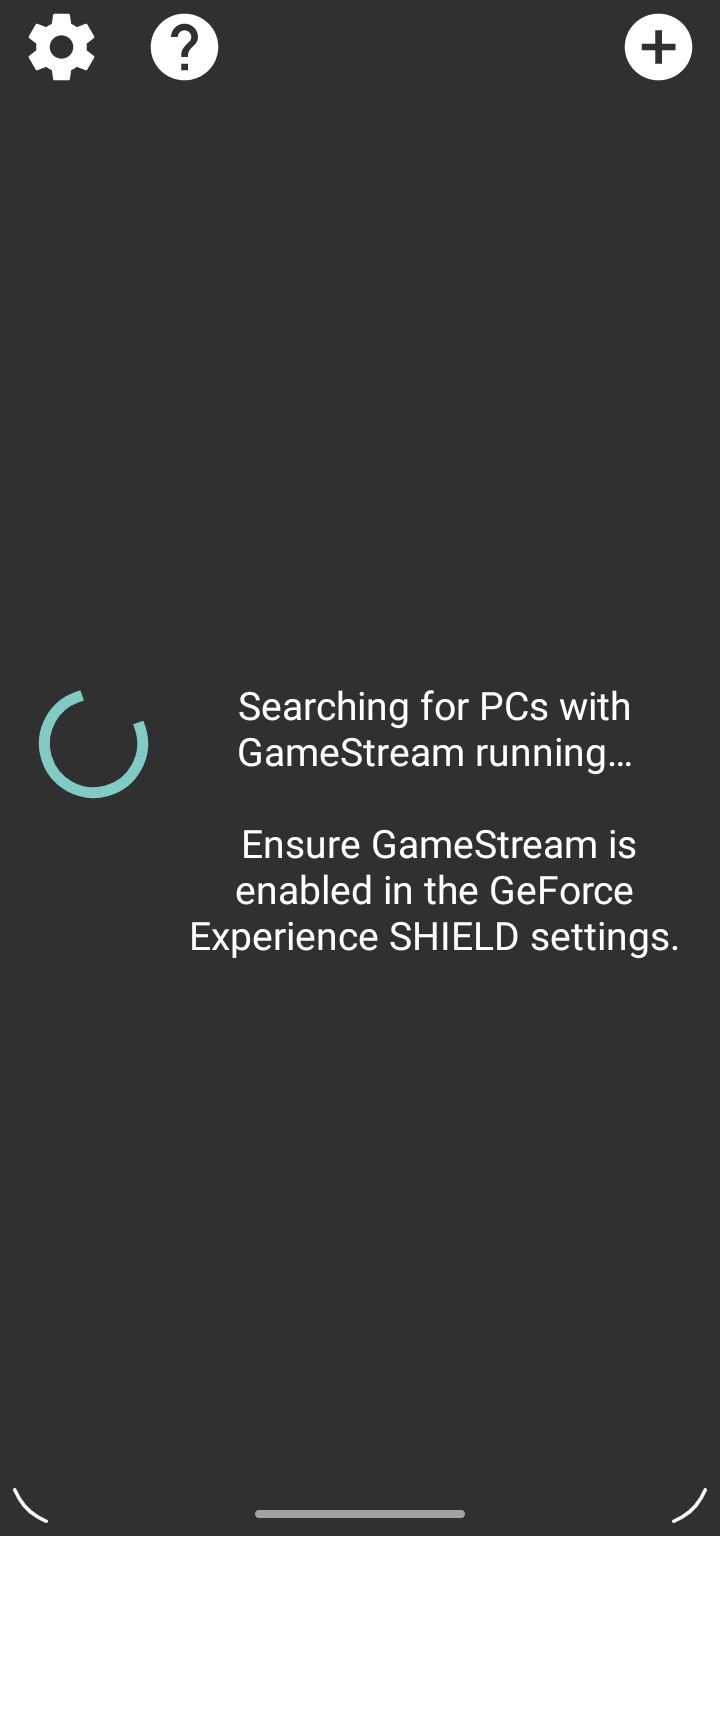 Searching for PCs with
GameStream running…
Ensure GameStream is
enabled in the GeForce
Experience SHIELD settings.